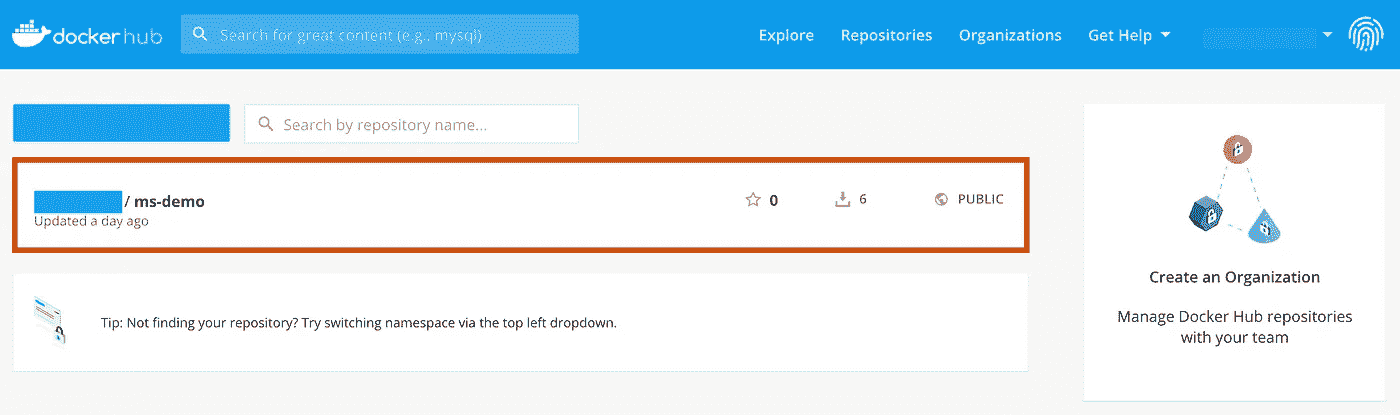 dockerhub
Search for great content (e.g., mysql)
Explore
Repositories
Organizations
Get Help
Search by repository name...
/ ms-demo
0
6
PUBLIC
Updated a day ago
Tip: Not finding your repository? Try switching namespace via the top left dropdown.
Create an Organization
Manage Docker Hub repositories
with your team